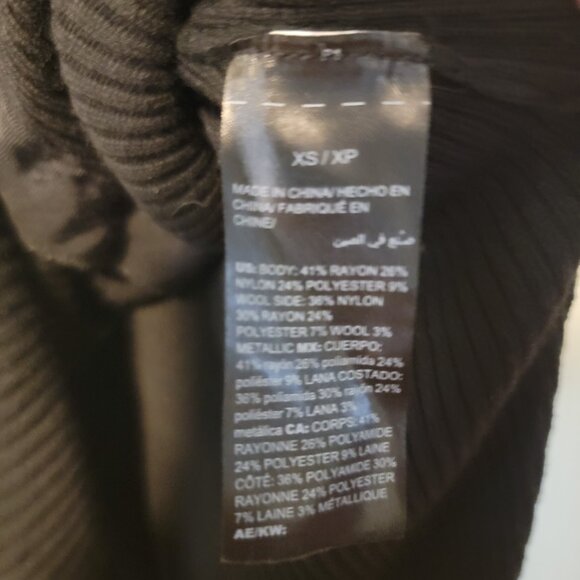 XS / XP
MADE IN CHINA/ HECHO EN
CHINA/ FABRIQUÉ EN
CHINE/
صنع في الصين
US: BODY: 41% RAYON 26%
NYLON 24% POLYESTER 9%
WOOL SIDE: 36% NYLON
30% RAYON 24%
POLYESTER 7% WOOL 3%
METALLIC MX: CUERPO:
41% rayón 26% poliamida 24%
poliéster 9% LANA COSTADO:
36% poliamida 30% rayón 24%
poliéster 7% LANA 3%
metálica CA: CORPS: 41%
RAYONNE 26% POLYAMIDE
24% POLYESTER 9% LAINE
CÔTÉ: 36% POLYAMIDE 30%
RAYONNE 24% POLYESTER
7% LAINE 3% MÉTALLIQUE
AE/KW: